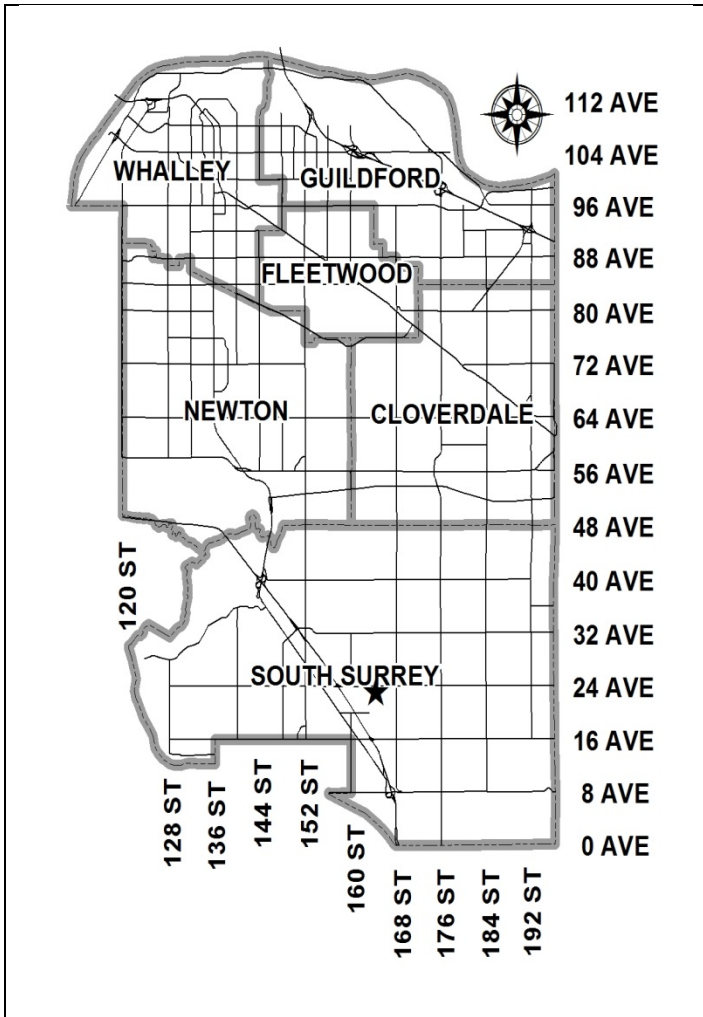 112 AVE
104 AVE
WHALLEY
GUILDFORD
96 AVE
88 AVE
FLEETWOOD
80 AVE
72 AVE
NEWTON
CLOVERDALE
64 AVE
56 AVE
48 AVE
120 ST
40 AVE
32 AVE
SOUTH SURREY
24 AVE
16 AVE
128 ST
136 ST
144 ST
152 ST
8 AVE
160 ST
0 AVE
168 ST
176 ST
184 ST
192 ST